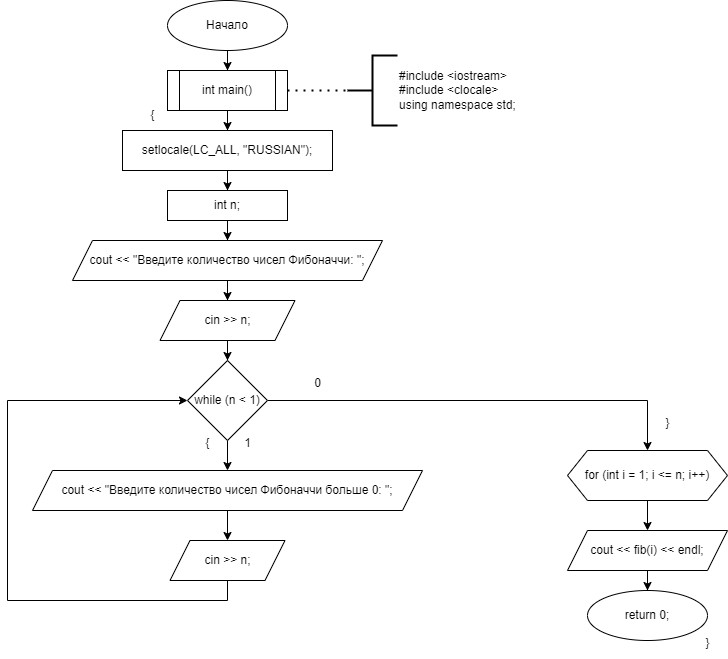 Начало
int main()
#include <iostream>
#include <clocale>
using namespace std;
{
setlocale(LC_ALL, "RUSSIAN");
int n;
cout << "Введите количество чисел Фибоначчи: ";
cin >> n;
while (n < 1)
0
{
1
}
cout << "Введите количество чисел Фибоначчи больше 0: ";
cin >> n;
for (int i = 1; i <= n; i++)
cout << fib(i) << endl;
return 0;
}